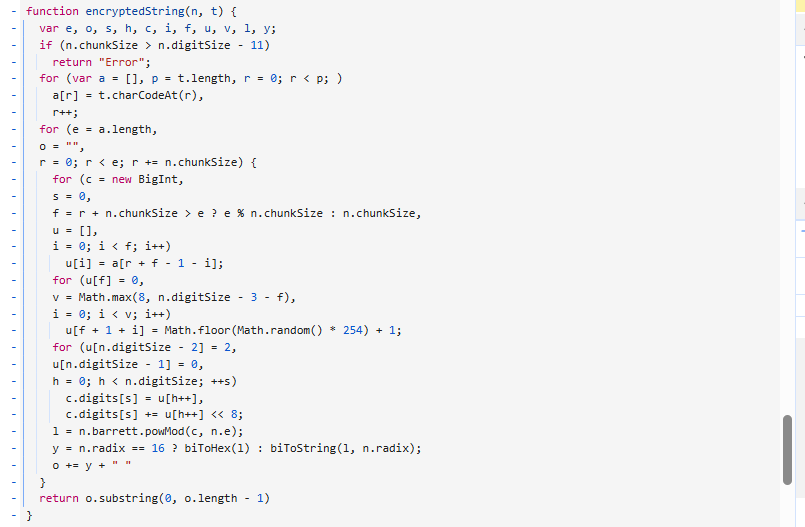 function encryptedString(n, t) {
var e, o, s, h, c, i, f, u, v, l, y;
if (n.chunkSize > n.digitSize - 11)
return "Error";
for (var a = [], p = t.length, r = 0; r < p; )
a[r] = t.charCodeAt(r),
r++;
for (e = a.length,
o = "",
r = 0; r < e; r += n.chunkSize) {
for (c = new BigInt,
s = 0,
f = r + n.chunkSize > e ? e % n.chunkSize : n.chunkSize,
u = [],
i = 0; i < f; i++)
u[i] = a[r + f - 1 - i];
for (u[f] = 0,
v = Math.max(8, n.digitSize - 3 - f),
i = 0; i < v; i++)
u[f + 1 + i] = Math.floor(Math.random() * 254) + 1;
for (u[n.digitSize - 2] = 2,
u[n.digitSize - 1] = 0,
h = 0; h < n.digitSize; ++s)
c.digits[s] = u[h++],
c.digits[s] += u[h++] << 8;
l = n.barrett.powMod(c, n.e);
y = n.radix == 16 ? biToHex(l) : biToString(l, n.radix);
o += y + " "
}
return o.substring(0, o.length - 1)
}